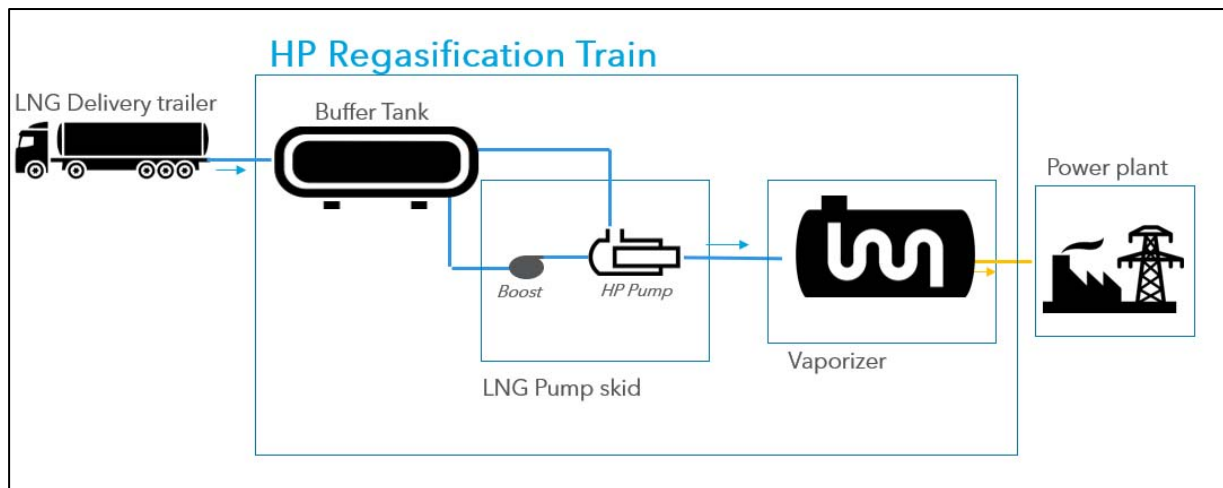 HP Regasification Train
LNG Delivery trailer
Buffer Tank
Power plant
Boost
HP Pump
Vaporizer
LNG Pump skid